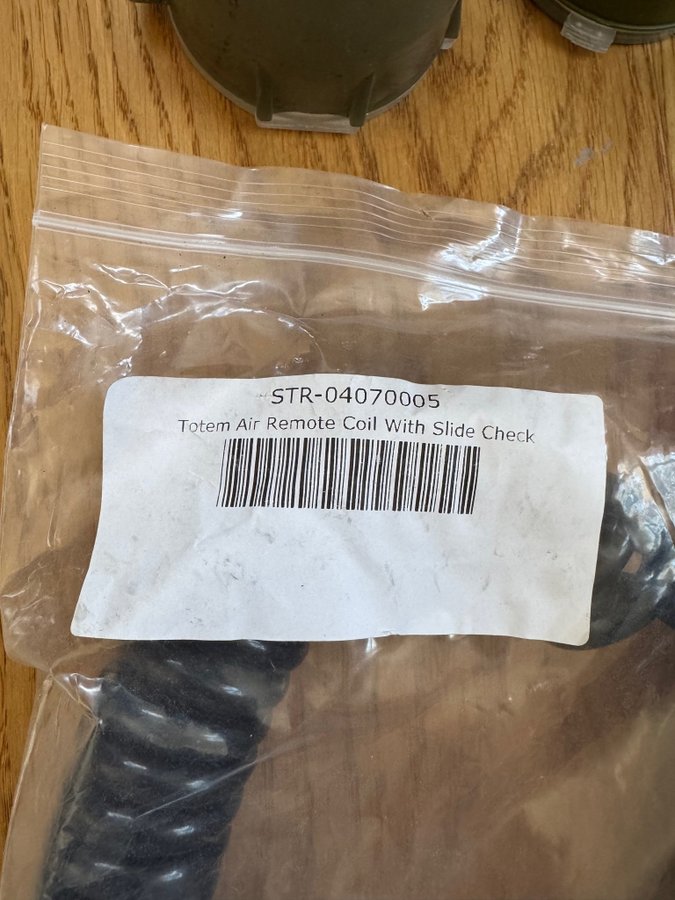 STR-04070005
Totem Air Remote Coil With Slide Check